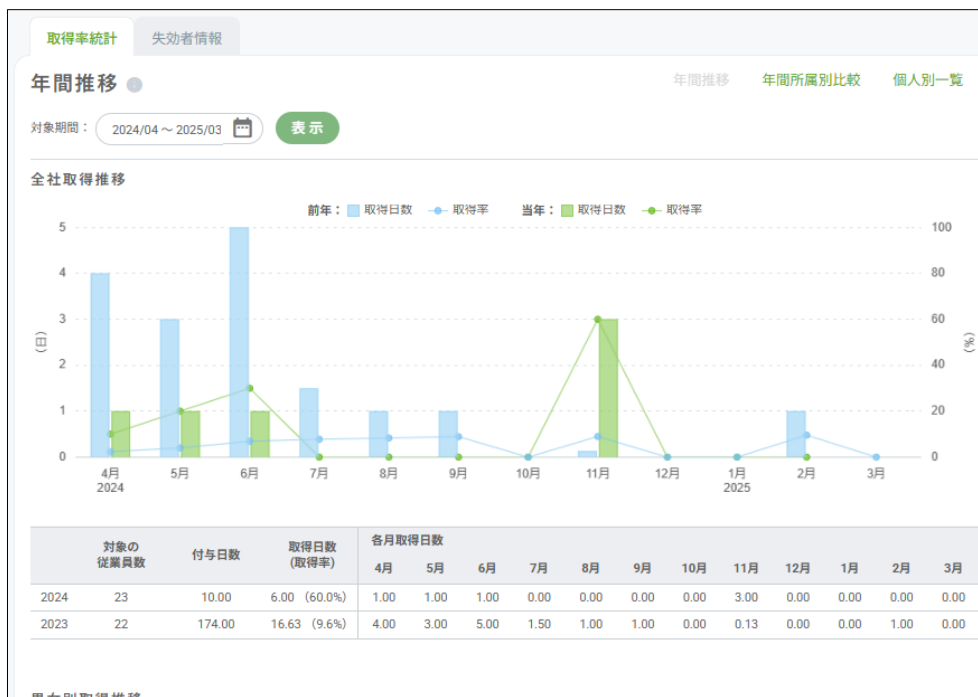 取得率統計 失効者情報
年間推移 年間推移 年間所属別比較 個人別一覧
対象期間： 2024/04 ～ 2025/03 表示
全社取得推移
前年： 取得日数 取得率 当年： 取得日数 取得率
5 100
4 80
3 60
（日） （%）
2 40
1 20
0 0
4月 5月 6月 7月 8月 9月 10月 11月 12月 1月 2月 3月
2024 2025
対象の従業員数 付与日数 取得日数(取得率) 各月取得日数
4月 5月 6月 7月 8月 9月 10月 11月 12月 1月 2月 3月
2024 23 10.00 6.00 (60.0%) 1.00 1.00 1.00 0.00 0.00 0.00 0.00 3.00 0.00 0.00 0.00 0.00
2023 22 174.00 16.63 (9.6%) 4.00 3.00 5.00 1.50 1.00 1.00 0.00 0.13 0.00 0.00 1.00 0.00